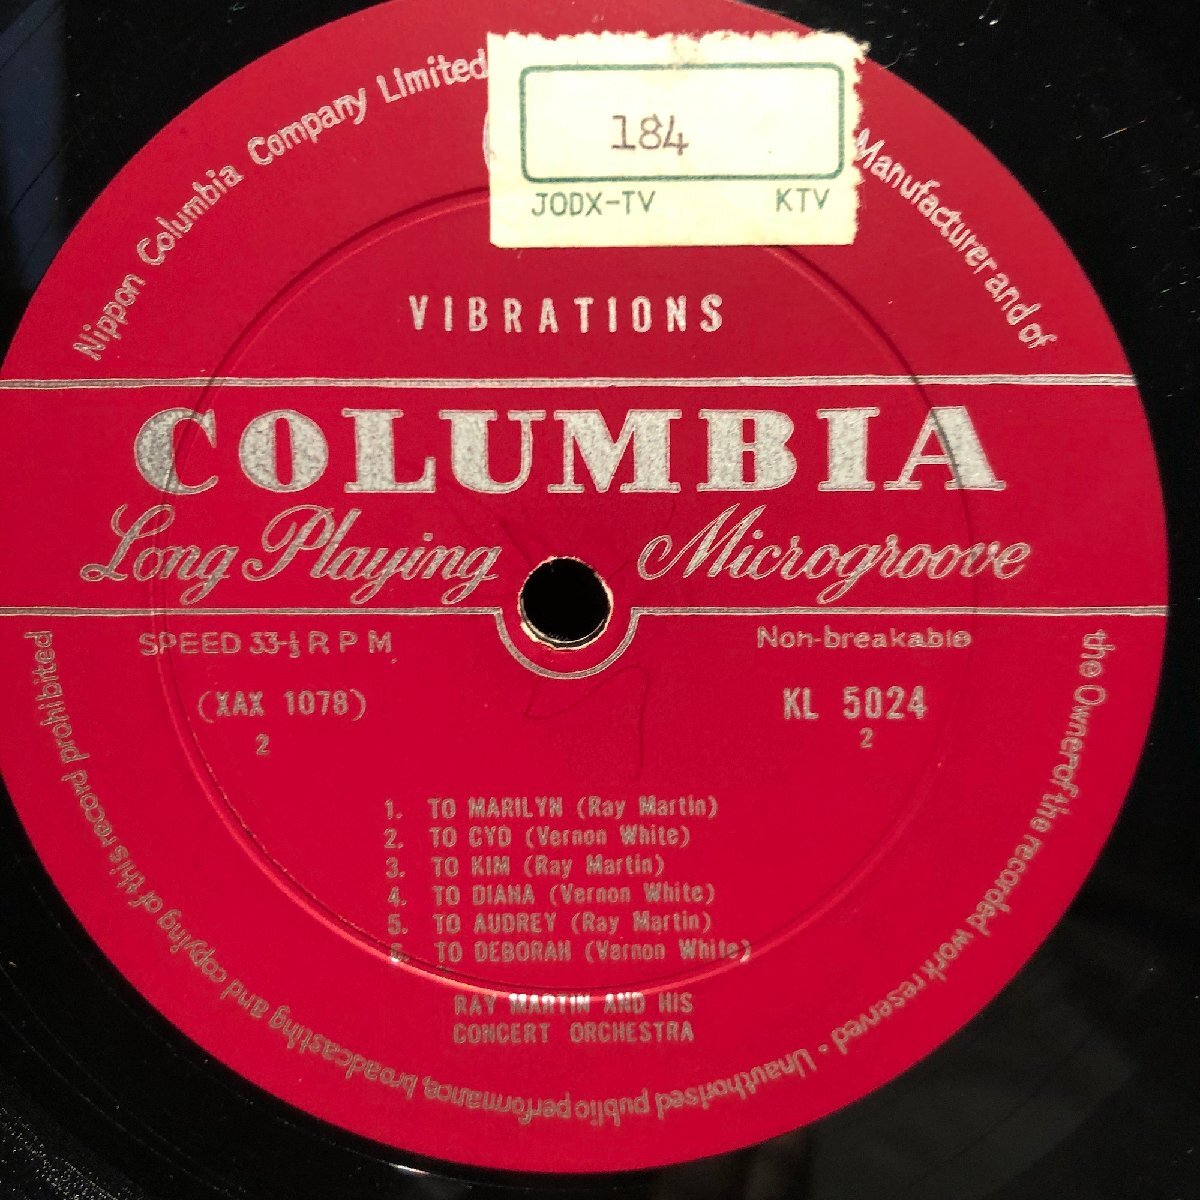 184
JODX-TV KTV
Nippon Columbia Company Limited
Manufacturer and of
the Owner of the recorded work reserved · Unauthorised public performance, broadcasting and copying of this record prohibited
VIBRATIONS
COLUMBIA
Long Playing Microgroove
SPEED 33-⅓ R P M Non-breakable
(XAX 1078) KL 5024
2 2
1. TO MARILYN (Ray Martin)
2. TO CYD (Vernon White)
3. TO KIM (Ray Martin)
4. TO DIANA (Vernon White)
5. TO AUDREY (Ray Martin)
6. TO DEBORAH (Vernon White)
RAY MARTIN AND HIS
CONCERT ORCHESTRA